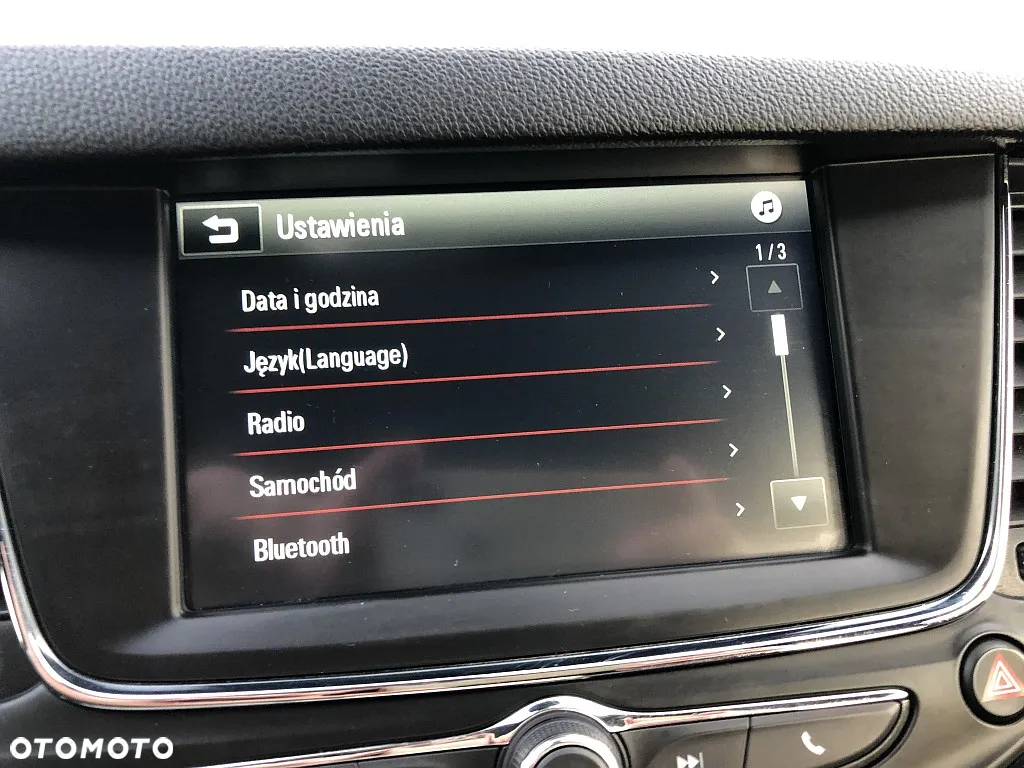 Ustawienia
1/3
Data i godzina
Język(Language)
Radio
Samochód
Bluetooth
OTOMOTO